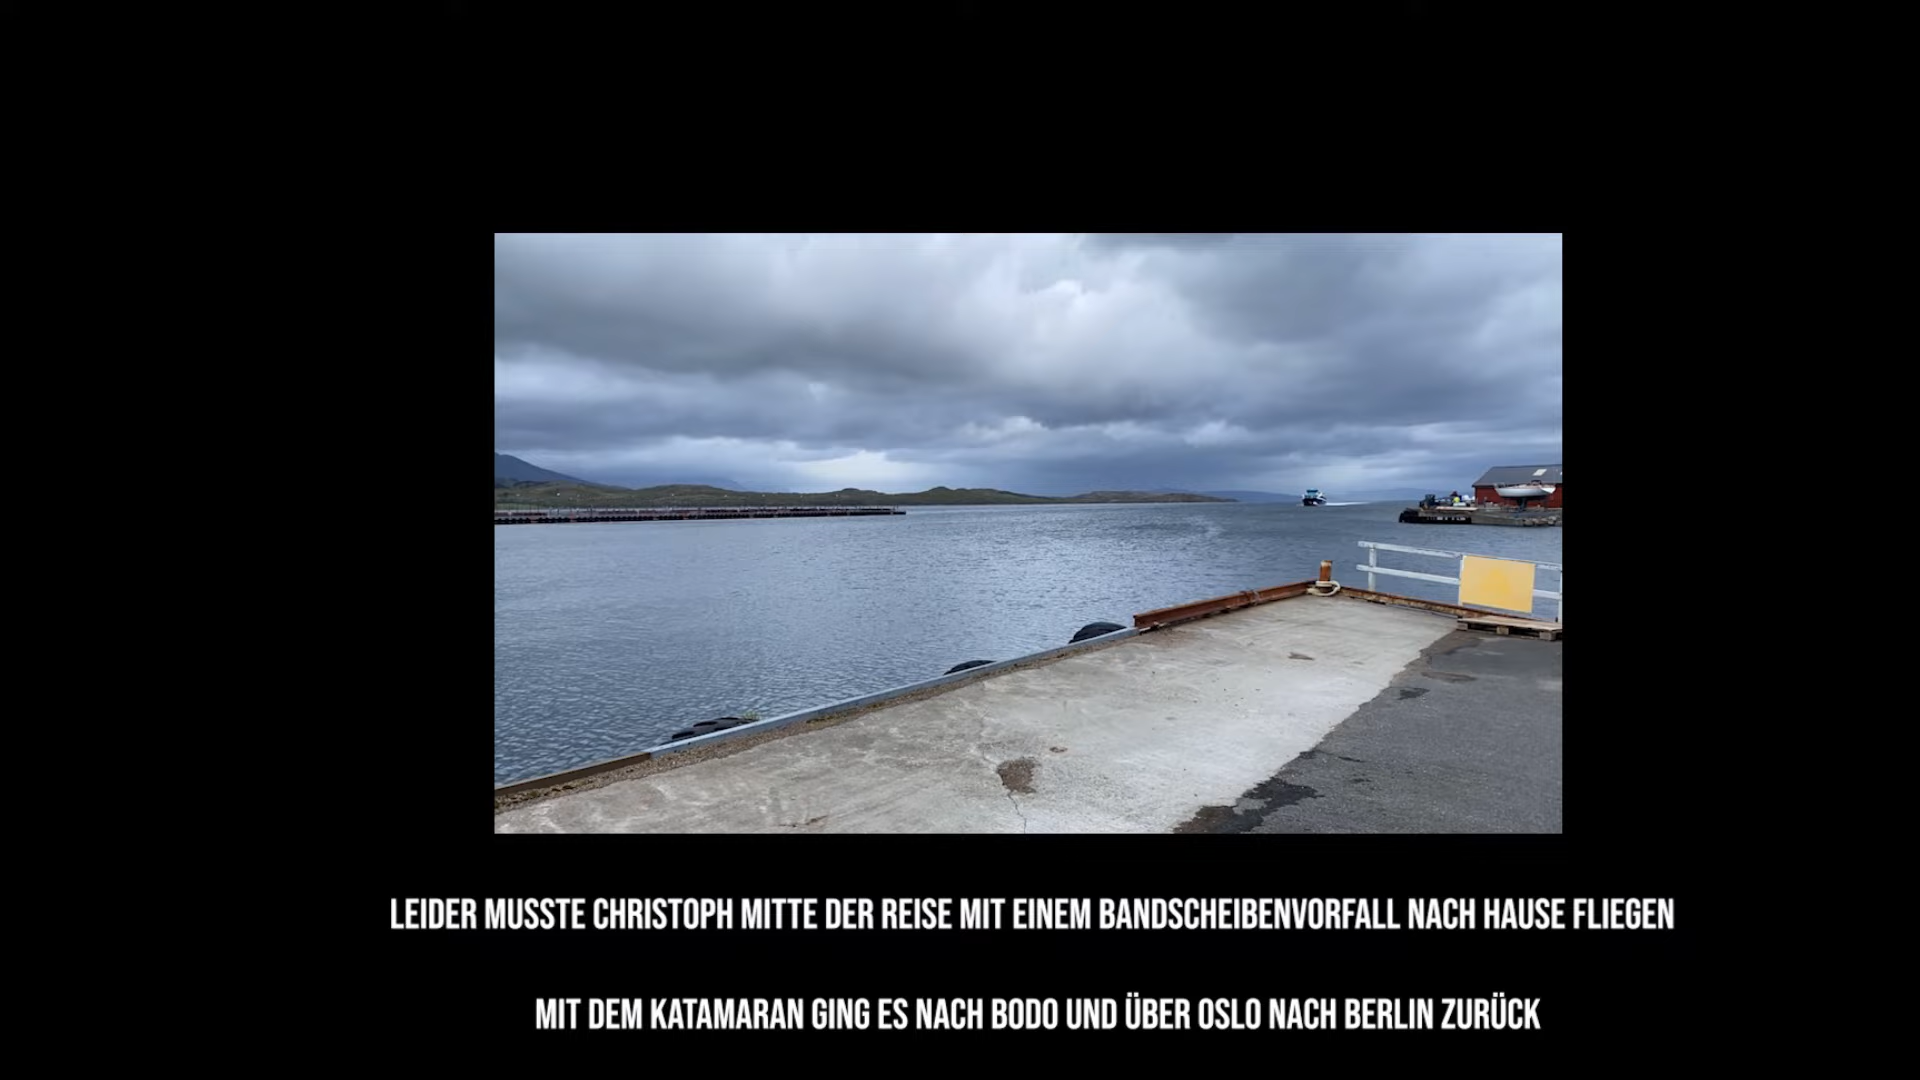 LEIDER MUSSTE CHRISTOPH MITTE DER REISE MIT EINEM BANDSCHEIBENVORFALL NACH HAUSE FLIEGEN
MIT DEM KATAMARAN GING ES NACH BODO UND ÜBER OSLO NACH BERLIN ZURÜCK